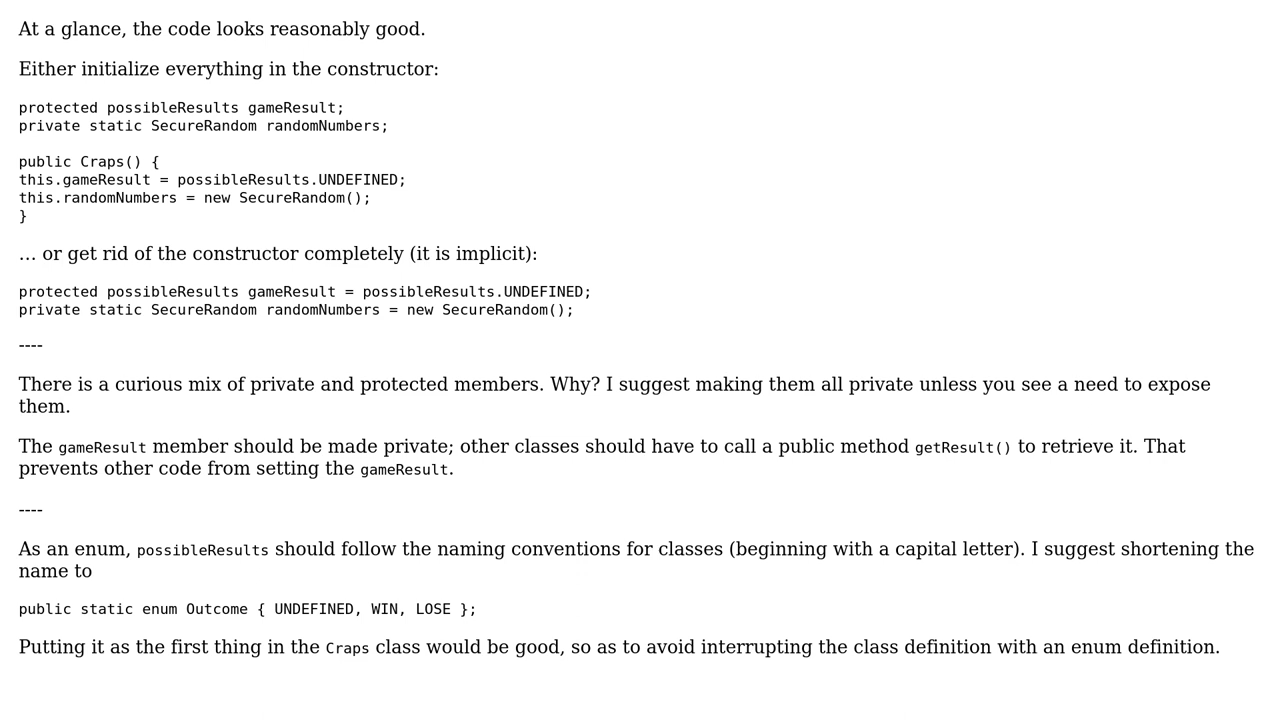 At a glance, the code looks reasonably good.
Either initialize everything in the constructor:
protected possibleResults gameResult;
private static SecureRandom randomNumbers;
public Craps() {
this.gameResult = possibleResults.UNDEFINED;
this.randomNumbers = new SecureRandom();
}
… or get rid of the constructor completely (it is implicit):
protected possibleResults gameResult = possibleResults.UNDEFINED;
private static SecureRandom randomNumbers = new SecureRandom();
----
There is a curious mix of private and protected members. Why? I suggest making them all private unless you see a need to expose
them.
The gameResult member should be made private; other classes should have to call a public method getResult() to retrieve it. That
prevents other code from setting the gameResult.
----
As an enum, possibleResults should follow the naming conventions for classes (beginning with a capital letter). I suggest shortening the
name to
public static enum Outcome { UNDEFINED, WIN, LOSE };
Putting it as the first thing in the Craps class would be good, so as to avoid interrupting the class definition with an enum definition.